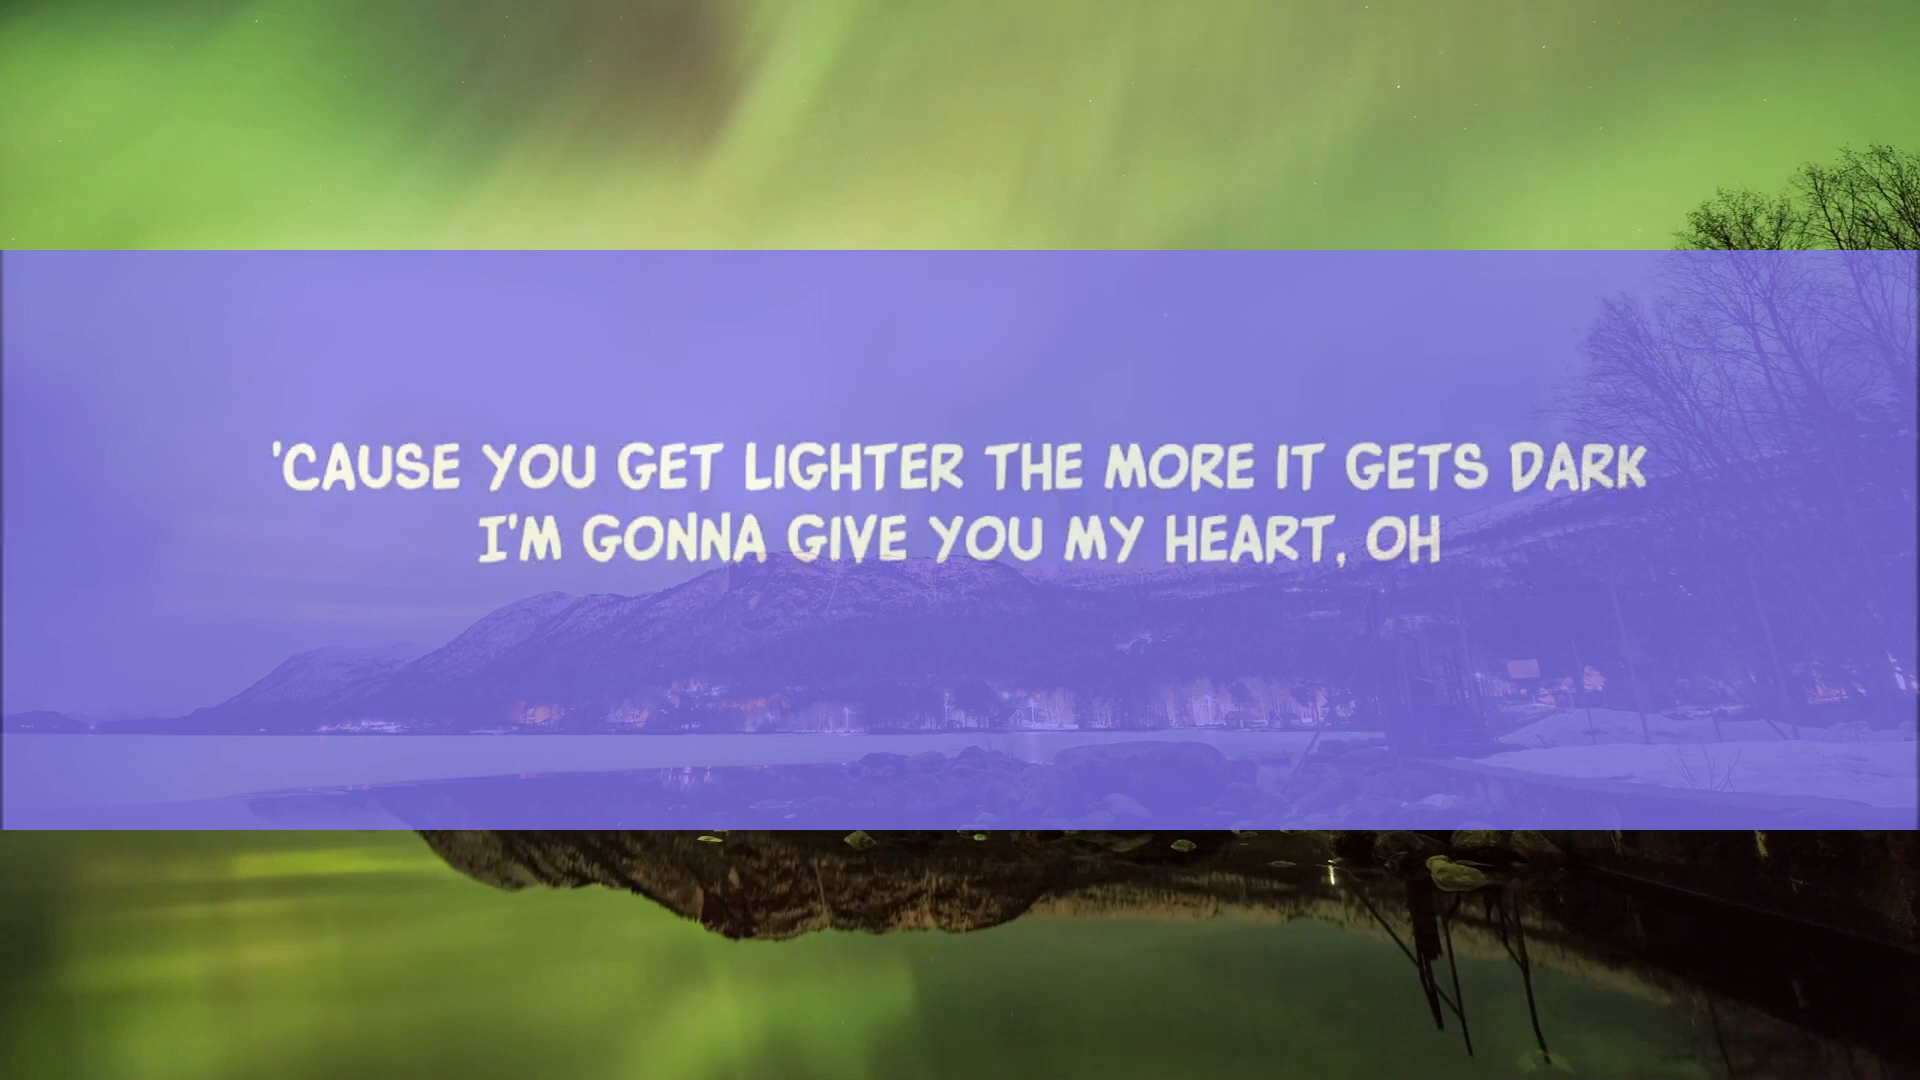 'CAUSE YOU GET LIGHTER THE MORE IT GETS DARK
I'M GONNA GIVE YOU MY HEART, OH